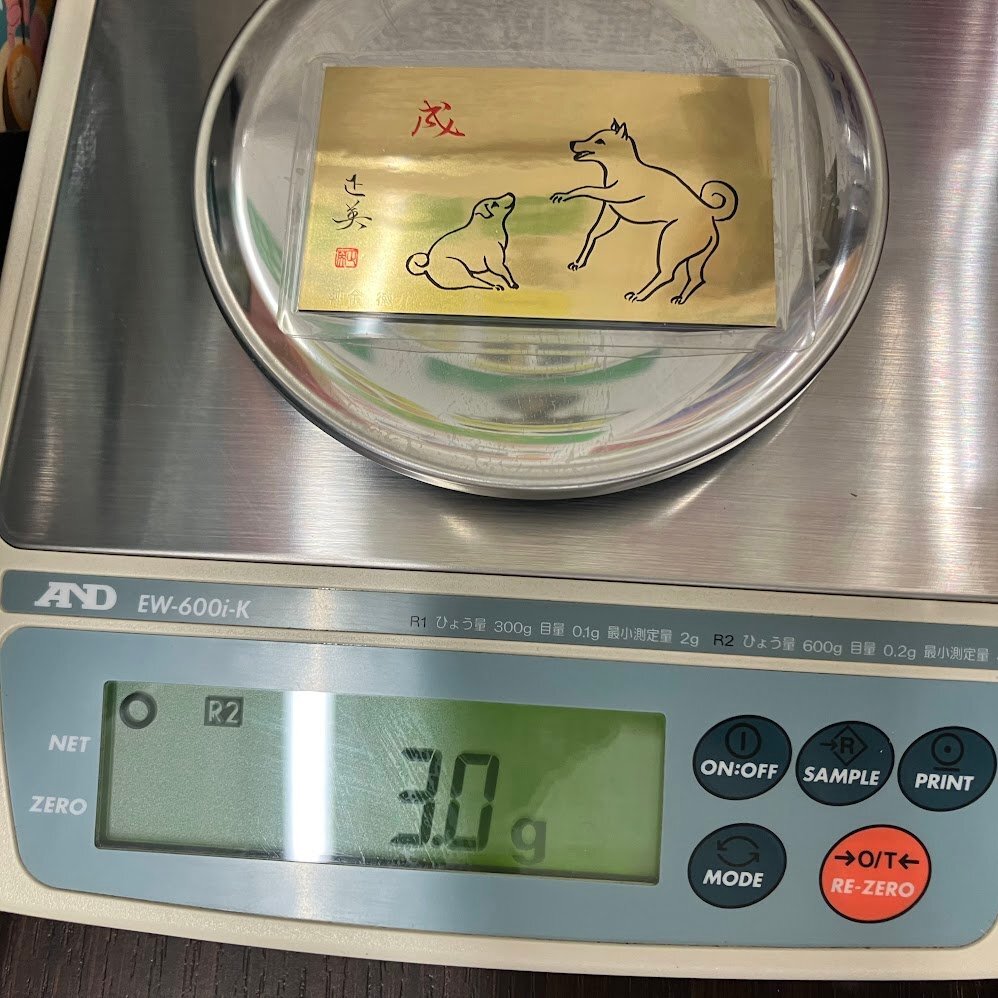 戌
辻英
AND EW-600i-K
R1 ひょう量 300g 目量 0.1g 最小測定量 2g R2 ひょう量 600g 目量 0.2g 最小測定量
R2
NET
ZERO
3.0 g
ON:OFF
→R
SAMPLE
PRINT
MODE
→O/T←
RE-ZERO